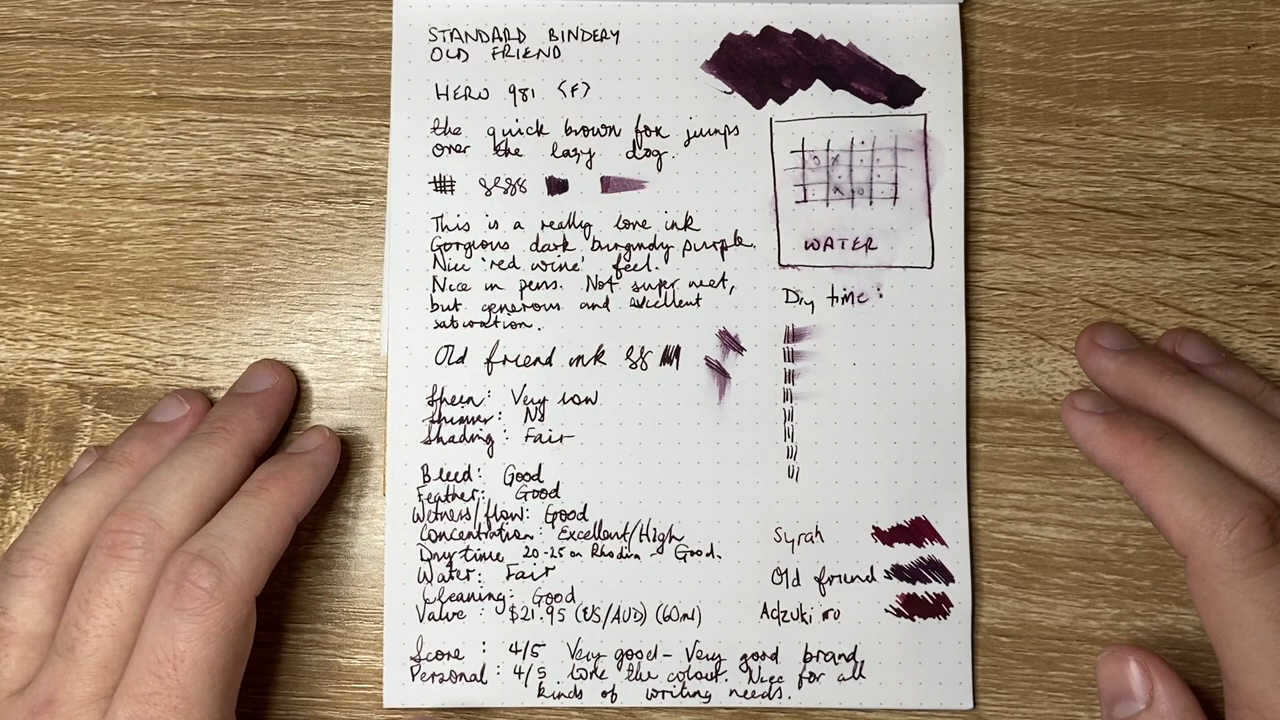 STANDARD BINDERY
OLD FRIEND
HERO 981 <F>
the quick brown fox jumps
over the lazy dog.
This is a really love ink
Gorgious dark burgundy purple.
Nice 'red wine' feel.
Nice in pens. Not super wet,
but generous and excellent
saturation.
Old friend ink
Sheen: Very low
Shimmer: No
Shading: Fair
Bleed: Good
Feather: Good
Wetness/flow: Good
Concentration: Excellent/High
Dry time 20-25 on Rhodia - Good.
Water: Fair
Cleaning: Good
Value: $21.95 (US/AUD) (60ml)
Score: 4/5 Very good - Very good brand
Personal: 4/5 Love the colour. Nice for all
kinds of writing needs.
WATER
Dry time:
Syrah
Old friend
Adzuki iro